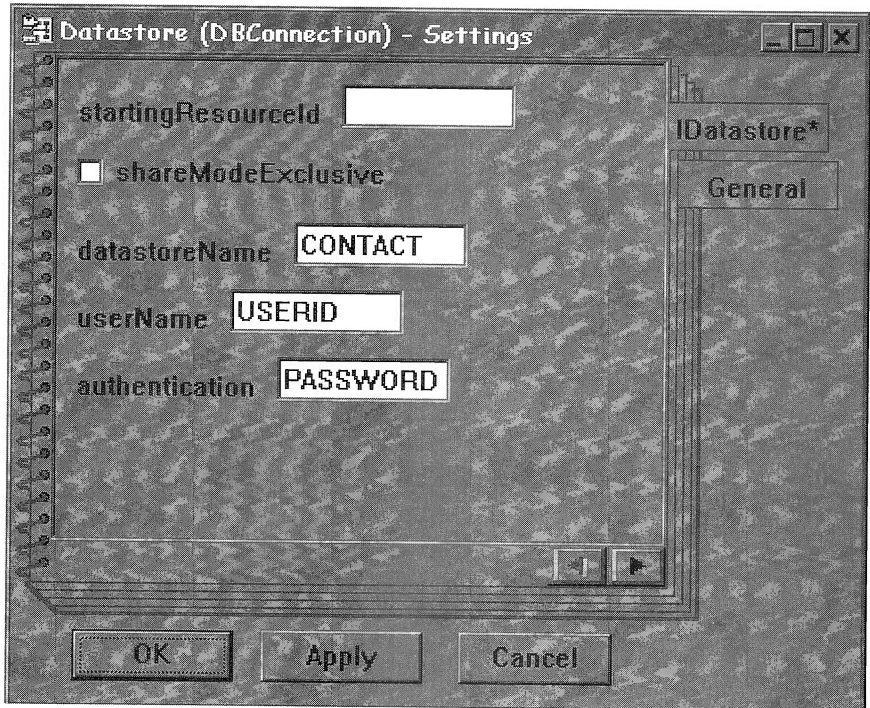 Datastore (DBConnection) - Settings
startingResourceId
IDatastore*
shareModeExclusive
General
datastoreName CONTACT
userName USERID
authentication PASSWORD
OK Apply Cancel